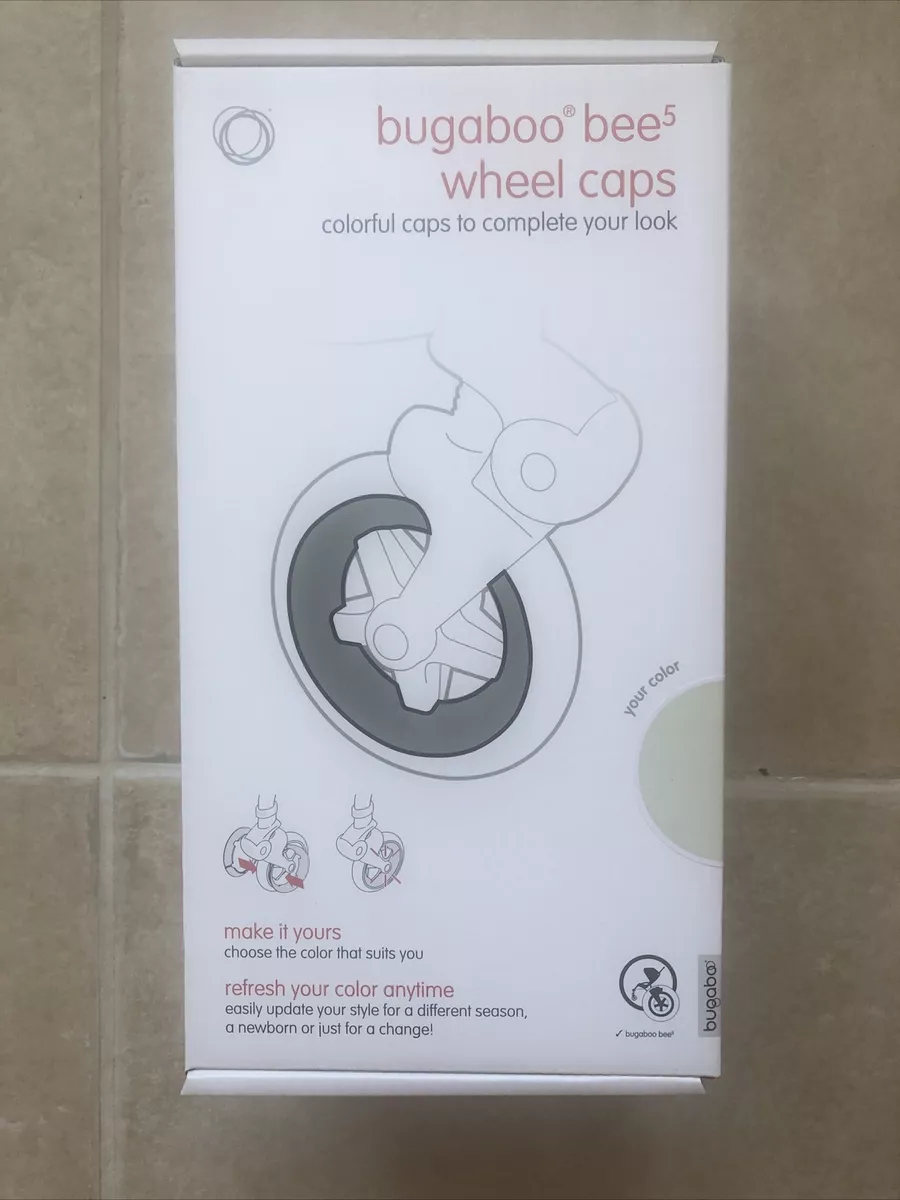 bugaboo® bee⁵
wheel caps
colorful caps to complete your look
your color
make it yours
choose the color that suits you
refresh your color anytime
easily update your style for a different season,
a newborn or just for a change!
✓ bugaboo bee⁵
bugaboo